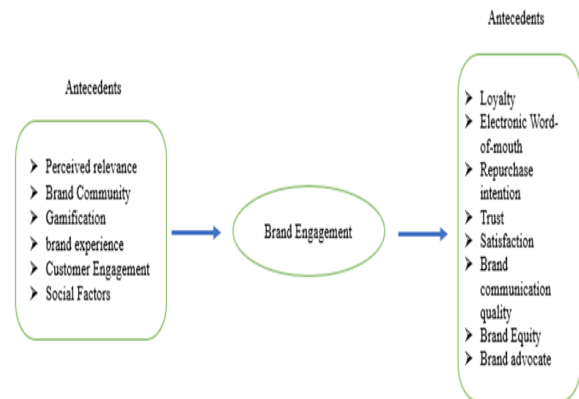 Antecedents
➤ Perceived relevance
➤ Brand Community
➤ Gamification
➤ brand experience
➤ Customer Engagement
➤ Social Factors
Brand Engagement
Antecedents
➤ Loyalty
➤ Electronic Word-
of-mouth
➤ Repurchase
intention
➤ Trust
➤ Satisfaction
➤ Brand
communication
quality
➤ Brand Equity
➤ Brand advocate